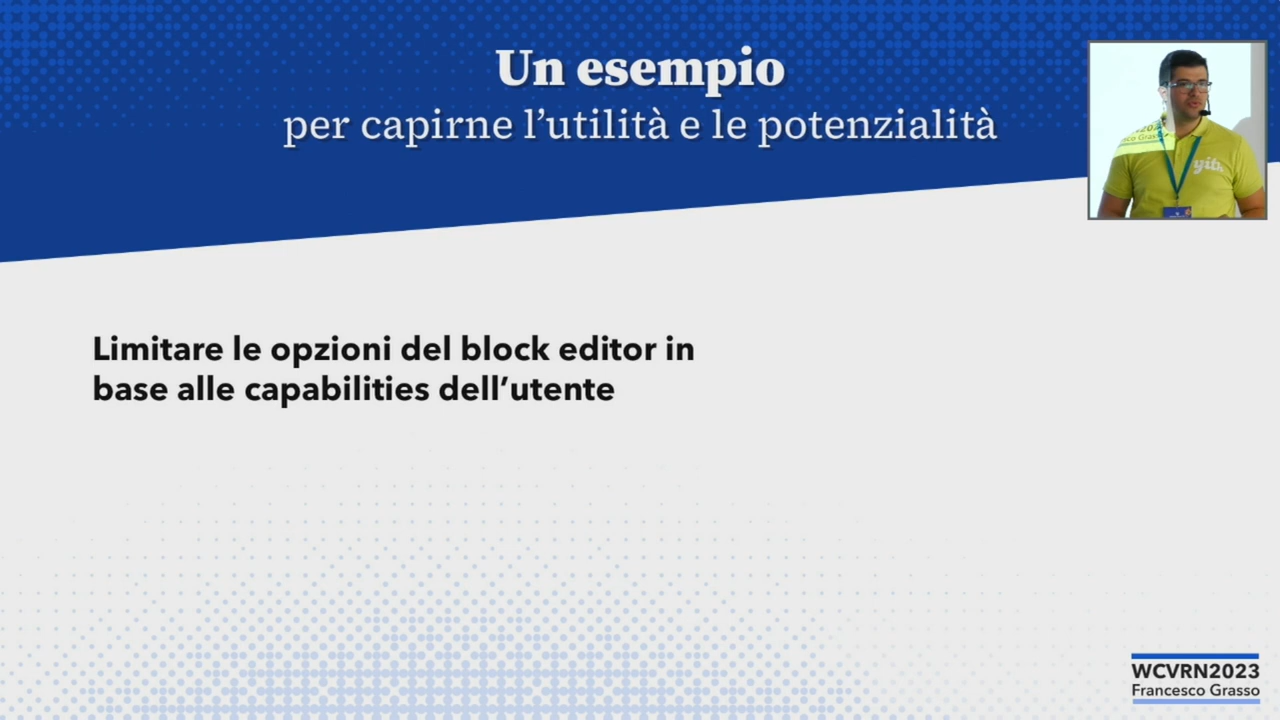 Un esempio
per capirne l’utilità e le potenzialità
yith
Limitare le opzioni del block editor in
base alle capabilities dell’utente
WCVRN2023
Francesco Grasso